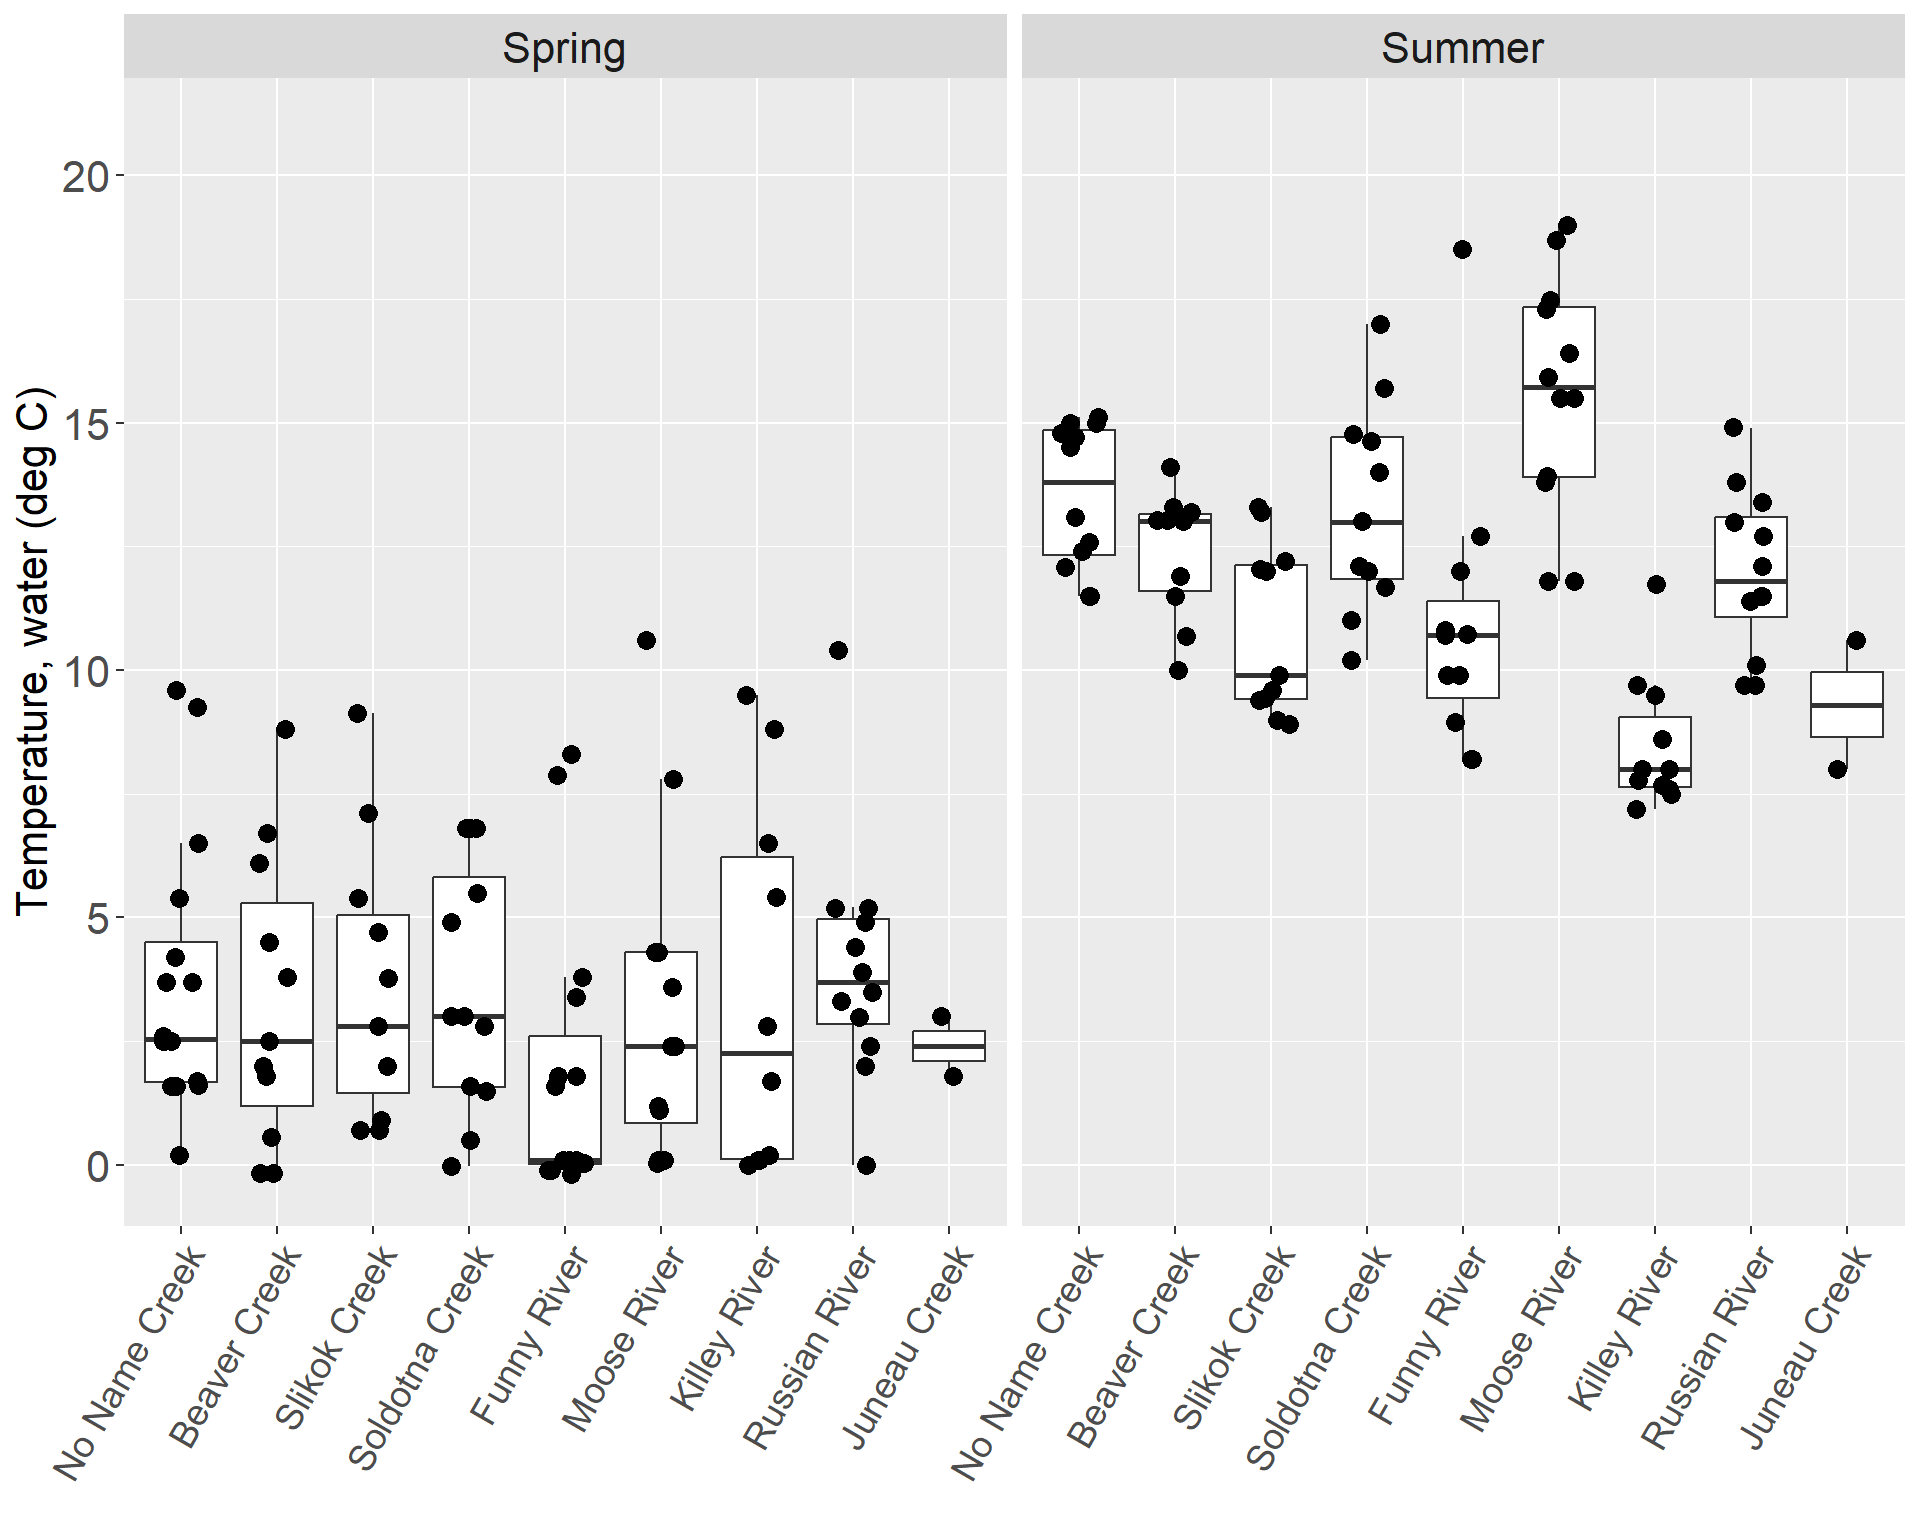 Spring
Summer
Temperature, water (deg C)
20
15
10
5
0
No Name Creek
Beaver Creek
Slikok Creek
Soldotna Creek
Funny River
Moose River
Killey River
Russian River
Juneau Creek
No Name Creek
Beaver Creek
Slikok Creek
Soldotna Creek
Funny River
Moose River
Killey River
Russian River
Juneau Creek